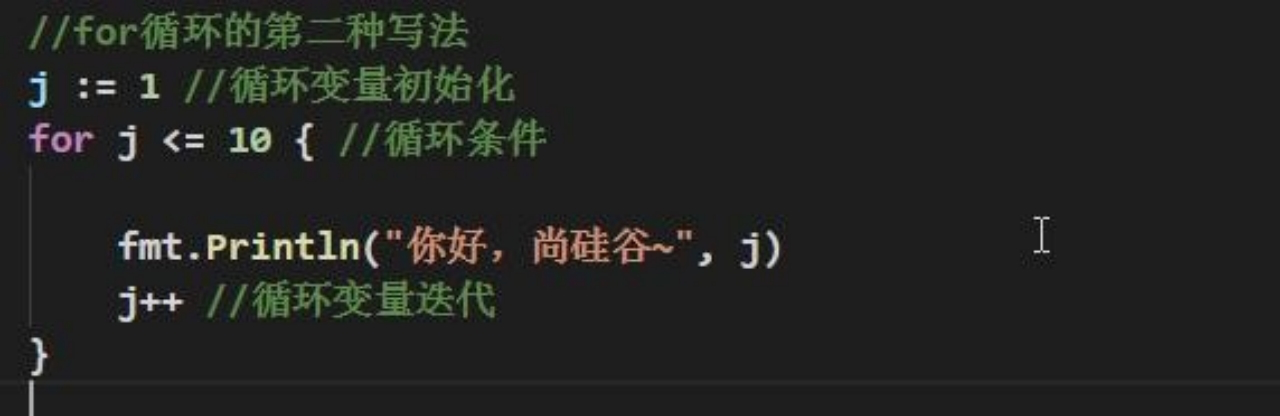 //for循环的第二种写法
j := 1 //循环变量初始化
for j <= 10 { //循环条件
fmt.Println("你好，尚硅谷~", j)
j++ //循环变量迭代
}